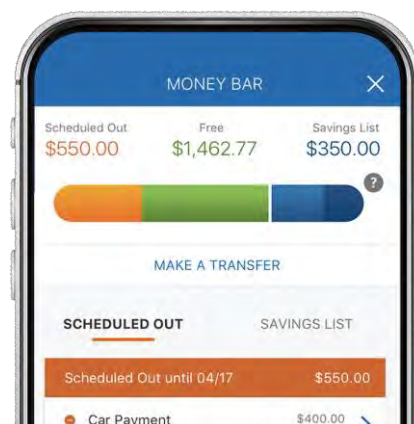 MONEY BAR
Scheduled Out Free Savings List
$550.00 $1,462.77 $350.00
?
MAKE A TRANSFER
SCHEDULED OUT SAVINGS LIST
Scheduled Out until 04/17 $550.00
Car Payment $400.00